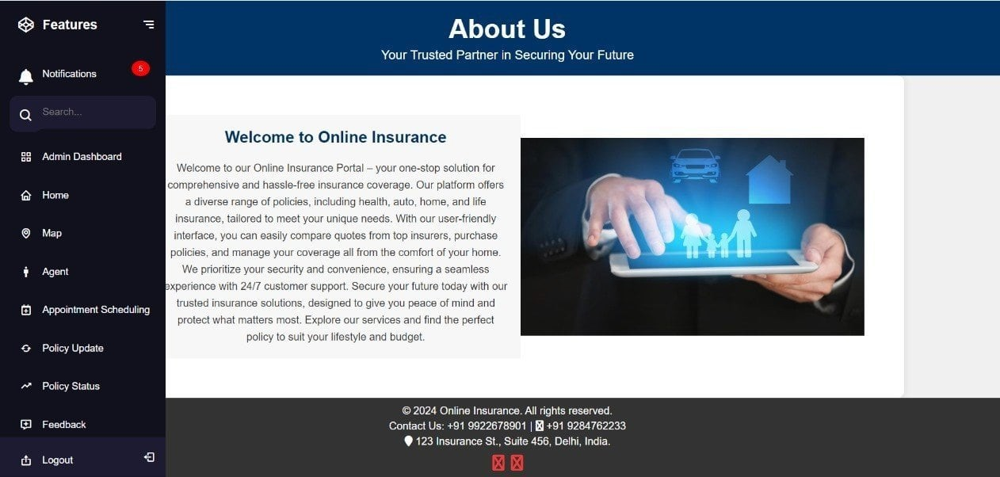 Features
Notifications
5
Search...
Admin Dashboard
Home
Map
Agent
Appointment Scheduling
Policy Update
Policy Status
Feedback
Logout
About Us
Your Trusted Partner in Securing Your Future
Welcome to Online Insurance
Welcome to our Online Insurance Portal – your one-stop solution for
comprehensive and hassle-free insurance coverage. Our platform offers
a diverse range of policies, including health, auto, home, and life
insurance, tailored to meet your unique needs. With our user-friendly
interface, you can easily compare quotes from top insurers, purchase
policies, and manage your coverage all from the comfort of your home.
We prioritize your security and convenience, ensuring a seamless
experience with 24/7 customer support. Secure your future today with our
trusted insurance solutions, designed to give you peace of mind and
protect what matters most. Explore our services and find the perfect
policy to suit your lifestyle and budget.
© 2024 Online Insurance. All rights reserved.
Contact Us: +91 9922678901 | +91 9284762233
123 Insurance St., Suite 456, Delhi, India.